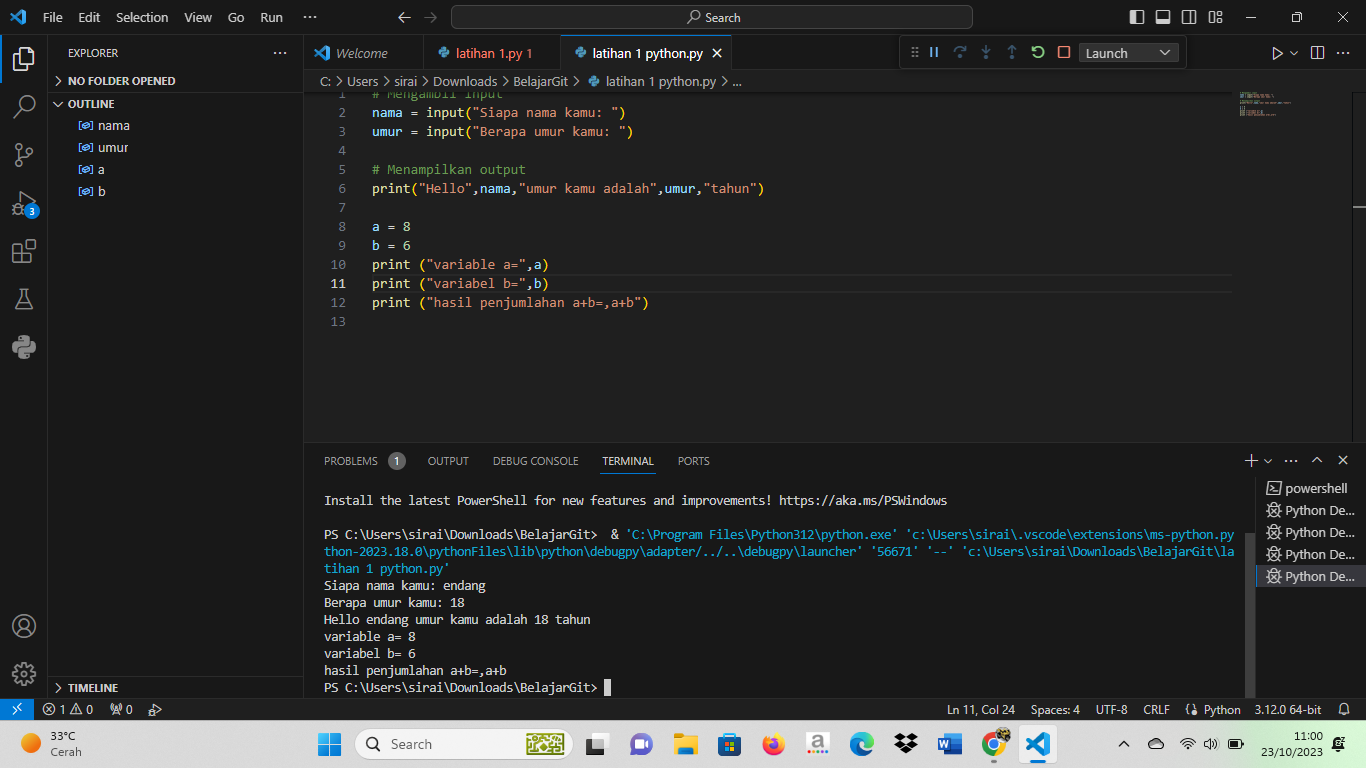 File Edit Selection View Go Run ··· Search
EXPLORER ···
Welcome latihan 1.py 1 latihan 1 python.py Launch
NO FOLDER OPENED
C: > Users > sirai > Downloads > BelajarGit > latihan 1 python.py > ...
OUTLINE
nama
umur
a
b
3
1 # Mengambil input
2 nama = input("Siapa nama kamu: ")
3 umur = input("Berapa umur kamu: ")
4
5 # Menampilkan output
6 print("Hello",nama,"umur kamu adalah",umur,"tahun")
7
8 a = 8
9 b = 6
10 print ("variable a=",a)
11 print ("variabel b=",b)
12 print ("hasil penjumlahan a+b=,a+b")
13
PROBLEMS 1 OUTPUT DEBUG CONSOLE TERMINAL PORTS
Install the latest PowerShell for new features and improvements! https://aka.ms/PSWindows
PS C:\Users\sirai\Downloads\BelajarGit>  & 'C:\Program Files\Python312\python.exe' 'c:\Users\sirai\.vscode\extensions\ms-python.py
thon-2023.18.0\pythonFiles\lib\python\debugpy\adapter/../..\debugpy\launcher' '56671' '--' 'c:\Users\sirai\Downloads\BelajarGit\la
tihan 1 python.py'
Siapa nama kamu: endang
Berapa umur kamu: 18
Hello endang umur kamu adalah 18 tahun
variable a= 8
variabel b= 6
hasil penjumlahan a+b=,a+b
PS C:\Users\sirai\Downloads\BelajarGit>
powershell
Python De...
Python De...
Python De...
Python De...
TIMELINE
1 0 0 Ln 11, Col 24 Spaces: 4 UTF-8 CRLF Python 3.12.0 64-bit
33°C
Cerah
Search
11:00
23/10/2023